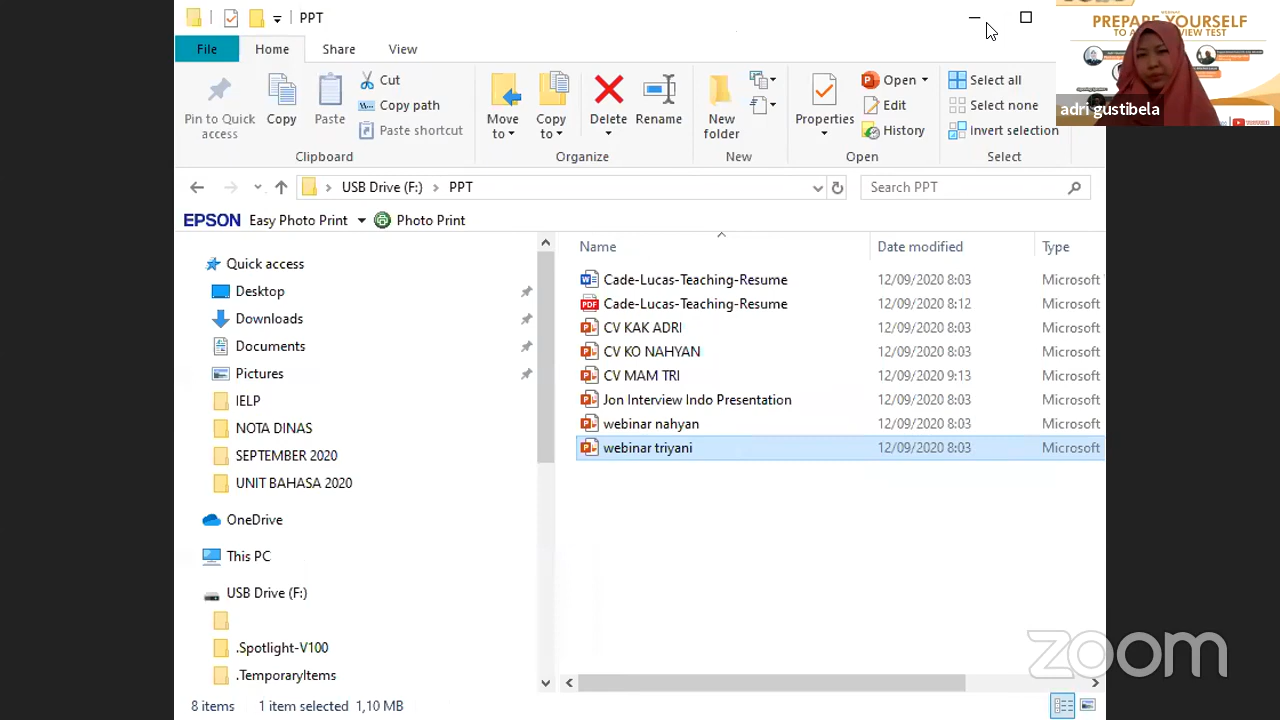 PPT
File Home Share View
Pin to Quick access
Copy
Paste
Cut
Copy path
Paste shortcut
Clipboard
Move to
Copy to
Delete
Rename
Organize
New folder
New
Properties
Open
Edit
History
Open
Select all
Select none
Invert selection
Select
PREPARE YOURSELF
adri gustibela
USB Drive (F:) PPT
Search PPT
EPSON Easy Photo Print Photo Print
Quick access
Desktop
Downloads
Documents
Pictures
IELP
NOTA DINAS
SEPTEMBER 2020
UNIT BAHASA 2020
OneDrive
This PC
USB Drive (F:)
.Spotlight-V100
.TemporaryItems
Name Date modified Type
Cade-Lucas-Teaching-Resume 12/09/2020 8:03 Microsoft
Cade-Lucas-Teaching-Resume 12/09/2020 8:12 Microsoft
CV KAK ADRI 12/09/2020 8:03 Microsoft
CV KO NAHYAN 12/09/2020 8:03 Microsoft
CV MAM TRI 12/09/2020 9:13 Microsoft
Jon Interview Indo Presentation 12/09/2020 8:03 Microsoft
webinar nahyan 12/09/2020 8:03 Microsoft
webinar triyani 12/09/2020 8:03 Microsoft
8 items 1 item selected 1,10 MB
zoom